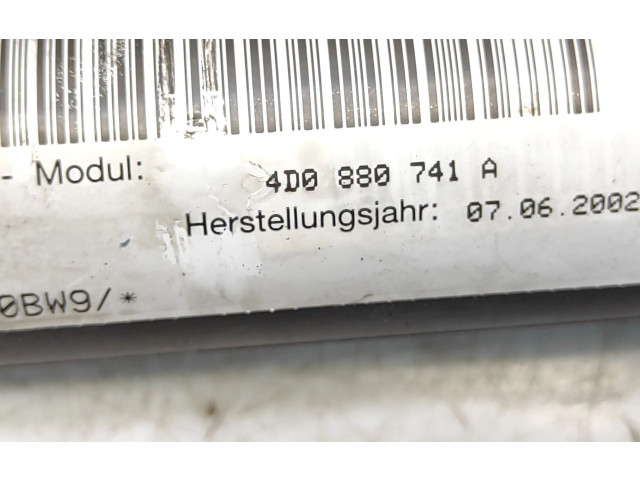 - Modul: 4D0 880 741 A
Herstellungsjahr: 07.06.2002
0BW9/*